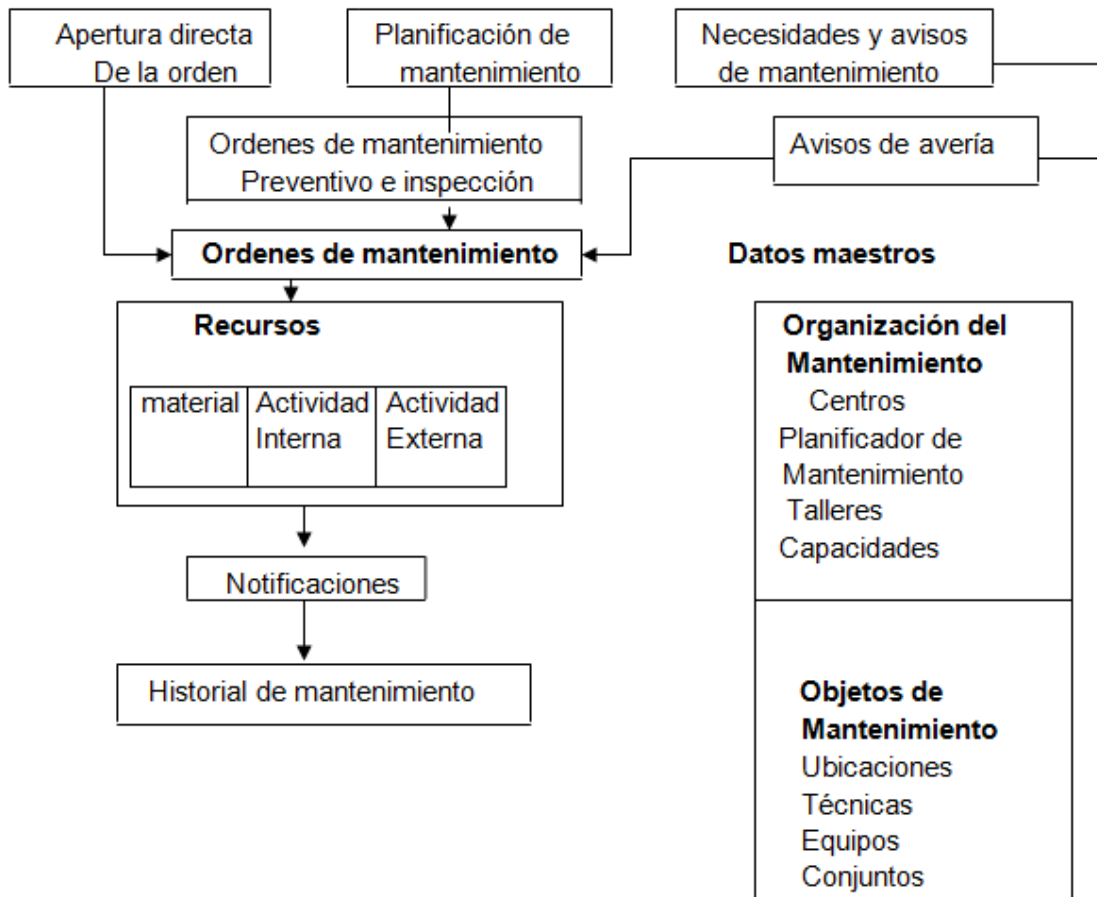 Apertura directa
De la orden
Planificación de
mantenimiento
Necesidades y avisos
de mantenimiento
Ordenes de mantenimiento
Preventivo e inspección
Avisos de avería
Ordenes de mantenimiento
Datos maestros
Recursos
material
Actividad
Interna
Actividad
Externa
Notificaciones
Historial de mantenimiento
Organización del
Mantenimiento
Centros
Planificador de
Mantenimiento
Talleres
Capacidades
Objetos de
Mantenimiento
Ubicaciones
Técnicas
Equipos
Conjuntos